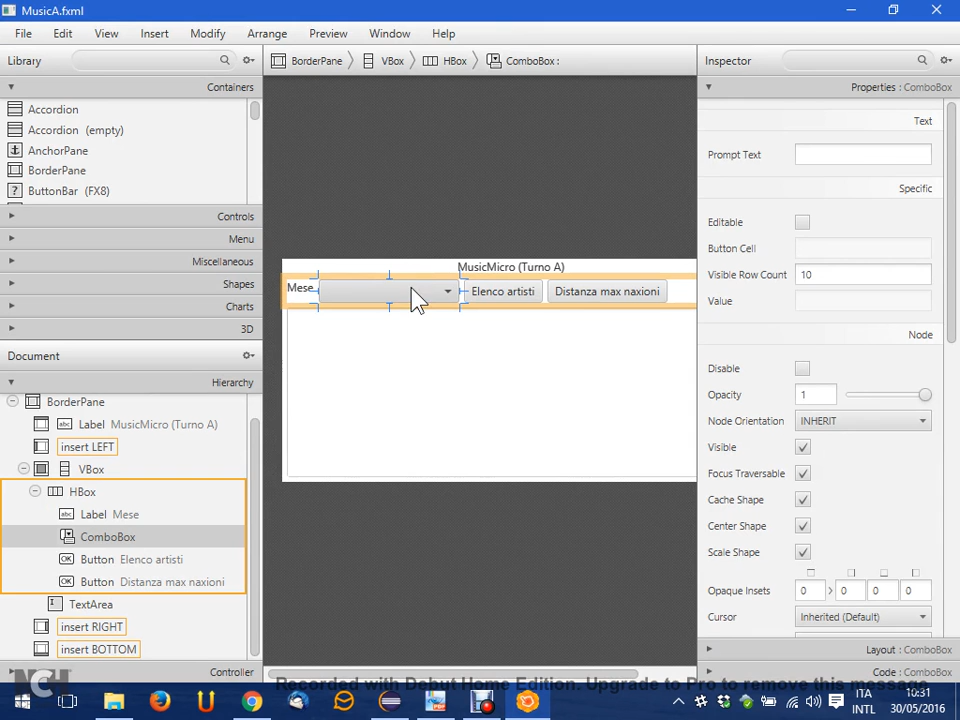 MusicA.fxml
File Edit View Insert Modify Arrange Preview Window Help
Library
BorderPane VBox HBox ComboBox :
Inspector
Containers
Properties : ComboBox
Accordion
Accordion (empty)
AnchorPane
BorderPane
? ButtonBar (FX8)
Controls
Menu
Miscellaneous
Shapes
Charts
3D
Document
Hierarchy
BorderPane
abc Label MusicMicro (Turno A)
insert LEFT
VBox
HBox
abc Label Mese
ComboBox
OK Button Elenco artisti
OK Button Distanza max naxioni
TextArea
insert RIGHT
insert BOTTOM
Controller
MusicMicro (Turno A)
Mese Elenco artisti Distanza max naxioni
Text
Prompt Text
Specific
Editable
Button Cell
Visible Row Count 10
Value
Node
Disable
Opacity 1
Node Orientation INHERIT
Visible
Focus Traversable
Cache Shape
Center Shape
Scale Shape
Opaque Insets 0 0 0 0
Cursor Inherited (Default)
Layout : ComboBox
Code : ComboBox
NCH
Recorded with Debut Home Edition. Upgrade to Pro to remove this message
ITA 10:31
INTL 30/05/2016